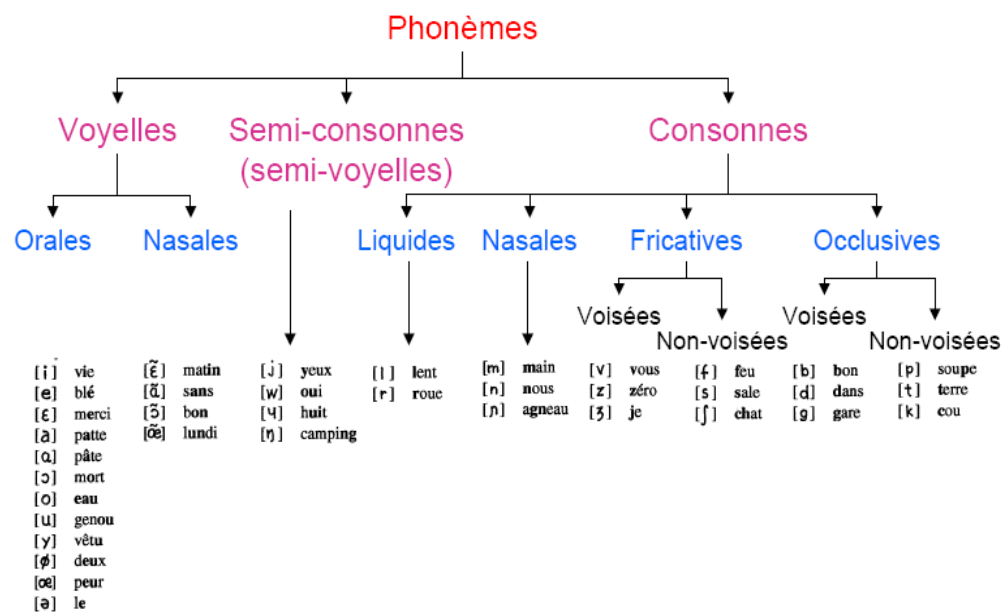 Phonèmes
Voyelles
Semi-consonnes
(semi-voyelles)
Consonnes
Orales
Nasales
Liquides
Nasales
Fricatives
Occlusives
Voisées
Non-voisées
Voisées
Non-voisées
[i] vie
[e] blé
[ɛ] merci
[a] patte
[ɑ] pâte
[ɔ] mort
[o] eau
[u] genou
[y] vêtu
[ø] deux
[œ] peur
[ə] le
[ɛ̃] matin
[ɑ̃] sans
[ɔ̃] bon
[œ̃] lundi
[j] yeux
[w] oui
[ɥ] huit
[ŋ] camping
[l] lent
[r] roue
[m] main
[n] nous
[ɲ] agneau
[v] vous
[z] zéro
[ʒ] je
[f] feu
[s] sale
[ʃ] chat
[b] bon
[d] dans
[g] gare
[p] soupe
[t] terre
[k] cou